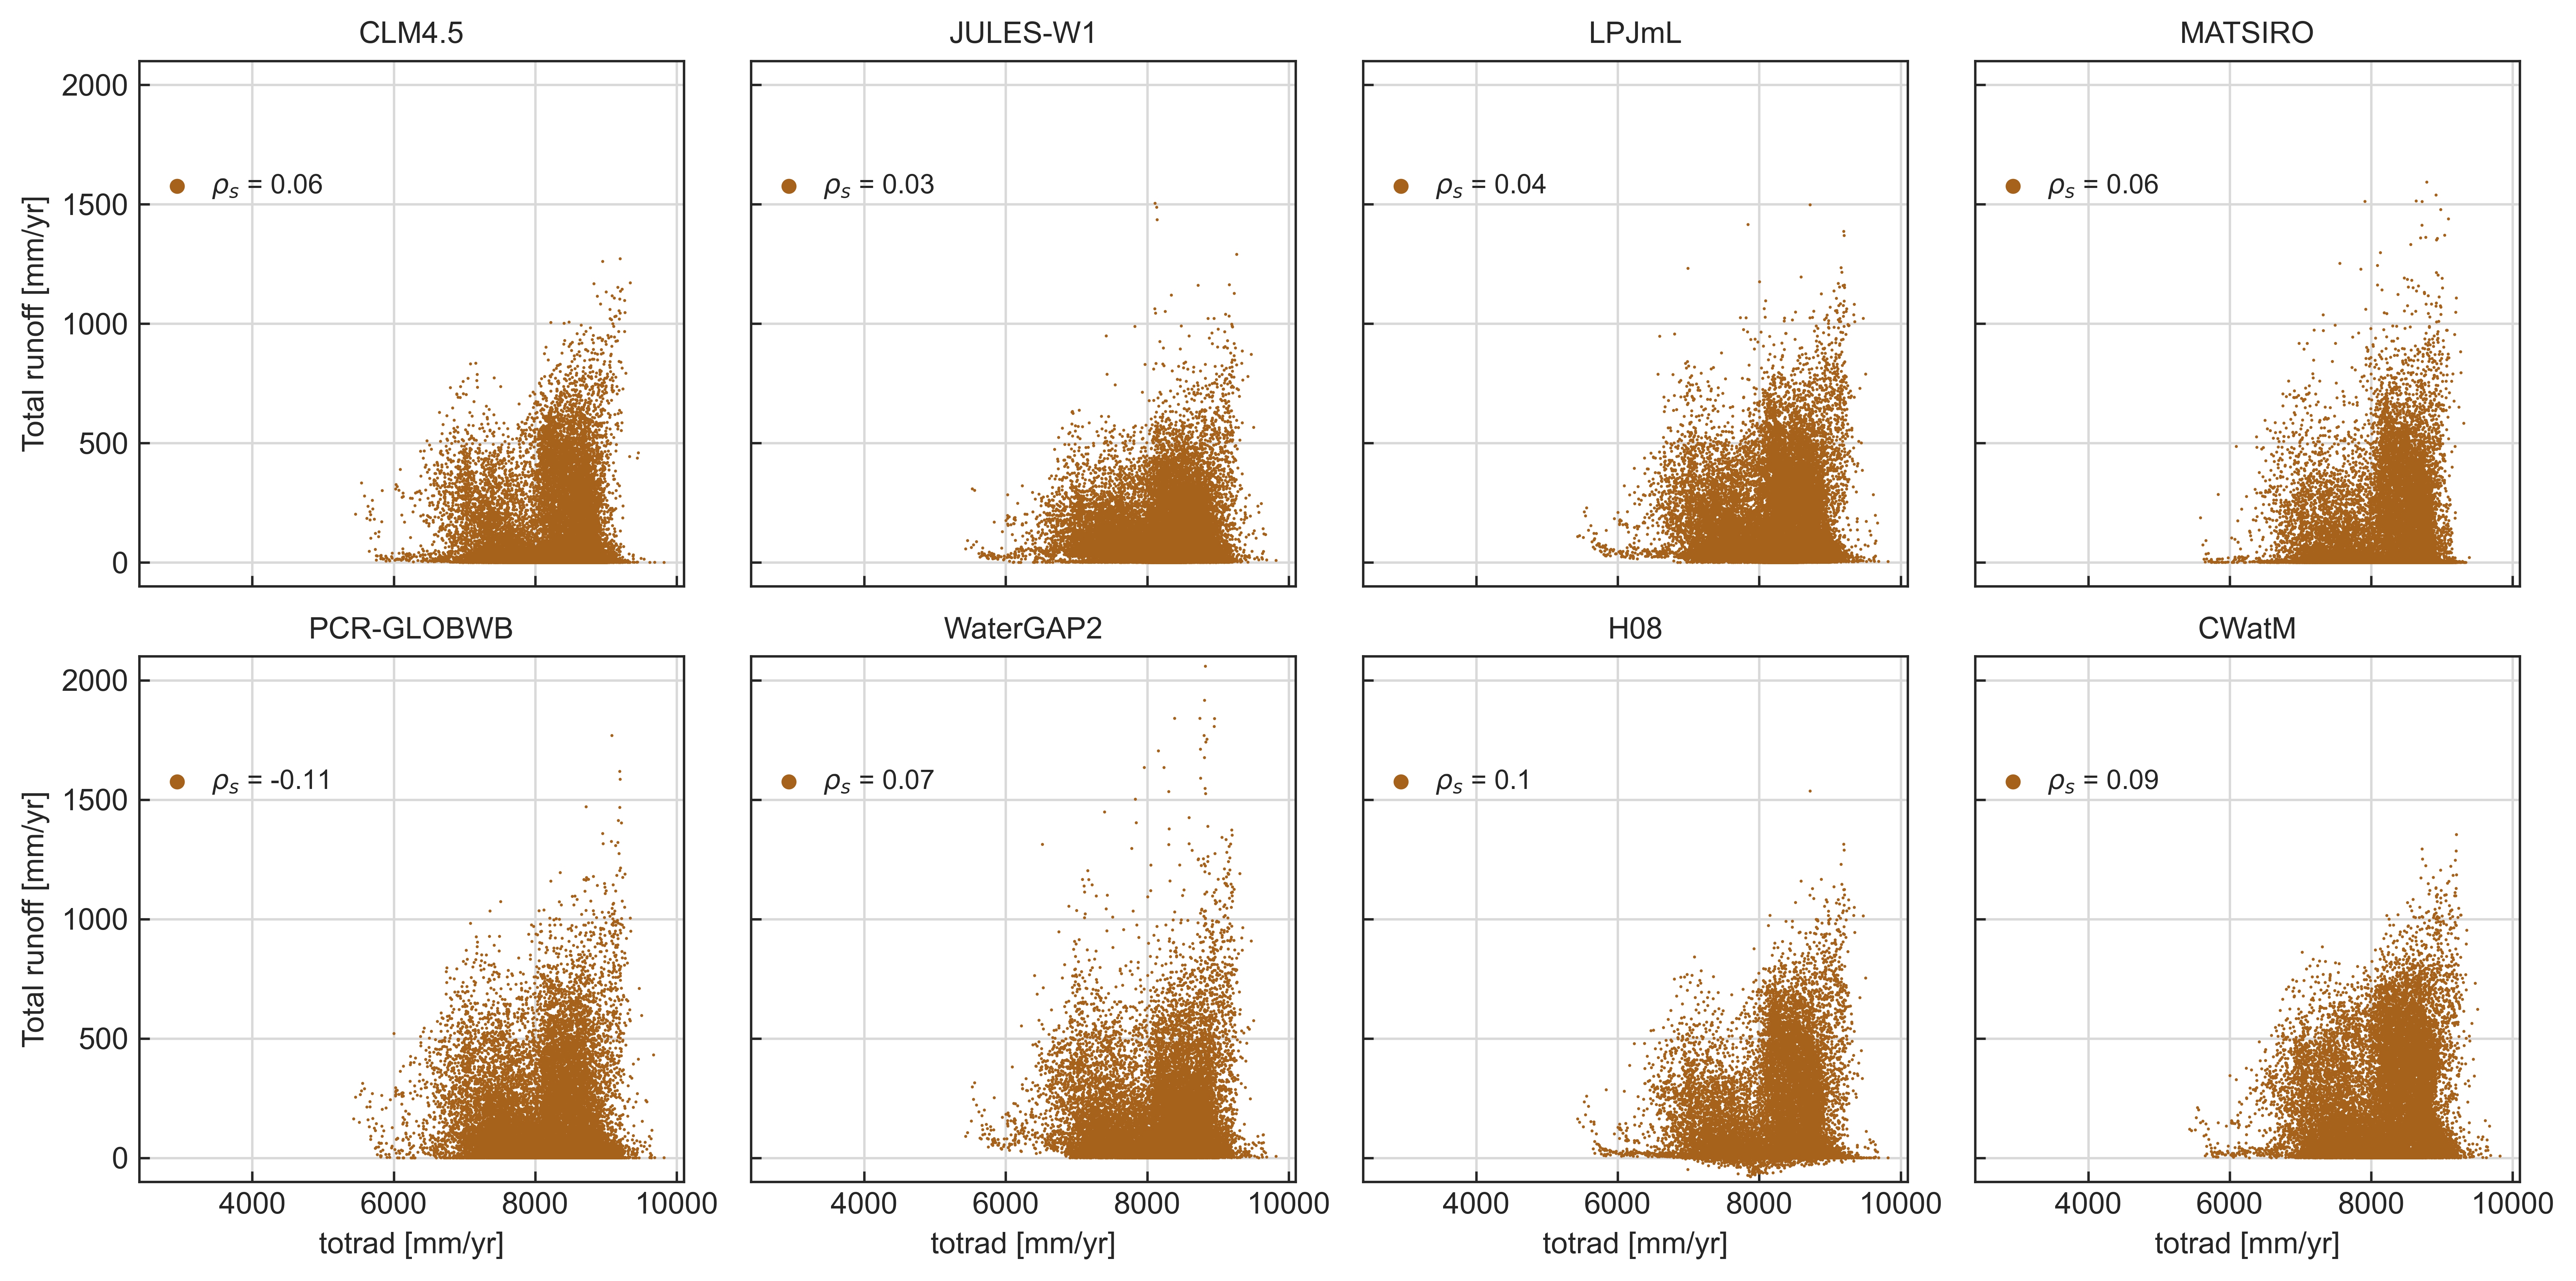 CLM4.5
JULES-W1
LPJmL
MATSIRO
2000
1500
1000
500
0
Total runoff [mm/yr]
ρs = 0.06
ρs = 0.03
ρs = 0.04
ρs = 0.06
PCR-GLOBWB
WaterGAP2
H08
CWatM
2000
1500
1000
500
0
Total runoff [mm/yr]
ρs = -0.11
ρs = 0.07
ρs = 0.1
ρs = 0.09
4000 6000 8000 10000
4000 6000 8000 10000
4000 6000 8000 10000
4000 6000 8000 10000
totrad [mm/yr]
totrad [mm/yr]
totrad [mm/yr]
totrad [mm/yr]